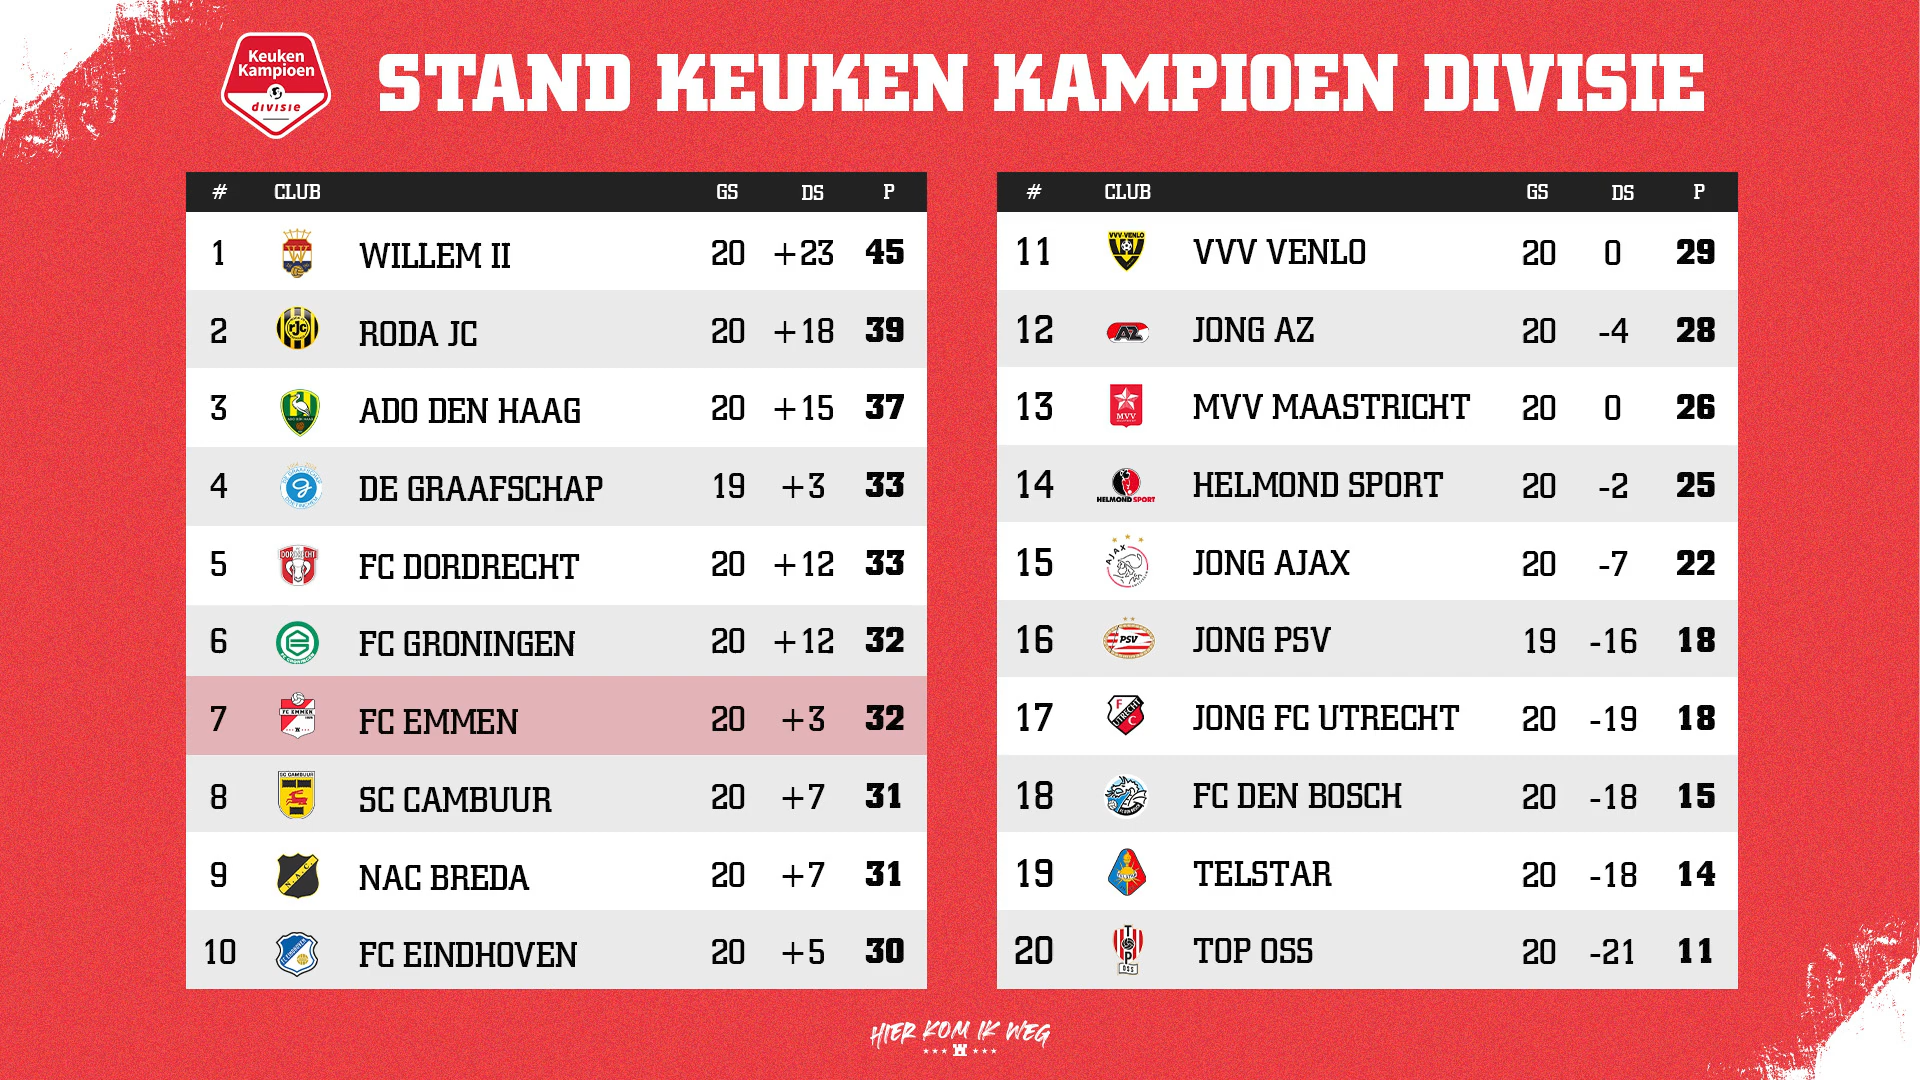 Keuken
Kampioen
divisie
STAND KEUKEN KAMPIOEN DIVISIE
# CLUB GS DS P
1 WILLEM II 20 +23 45
2 RODA JC 20 +18 39
3 ADO DEN HAAG 20 +15 37
4 DE GRAAFSCHAP 19 +3 33
5 FC DORDRECHT 20 +12 33
6 FC GRONINGEN 20 +12 32
7 FC EMMEN 20 +3 32
8 SC CAMBUUR 20 +7 31
9 NAC BREDA 20 +7 31
10 FC EINDHOVEN 20 +5 30
# CLUB GS DS P
11 VVV VENLO 20 0 29
12 JONG AZ 20 -4 28
13 MVV MAASTRICHT 20 0 26
14 HELMOND SPORT 20 -2 25
15 JONG AJAX 20 -7 22
16 JONG PSV 19 -16 18
17 JONG FC UTRECHT 20 -19 18
18 FC DEN BOSCH 20 -18 15
19 TELSTAR 20 -18 14
20 TOP OSS 20 -21 11
HIER KOM IK WEG